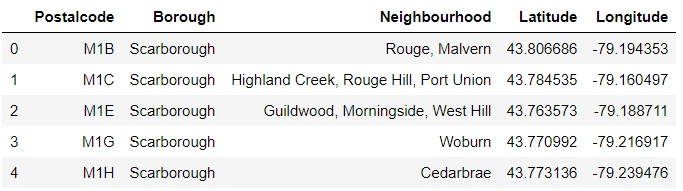 Postalcode Borough Neighbourhood Latitude Longitude
0 M1B Scarborough Rouge, Malvern 43.806686 -79.194353
1 M1C Scarborough Highland Creek, Rouge Hill, Port Union 43.784535 -79.160497
2 M1E Scarborough Guildwood, Morningside, West Hill 43.763573 -79.188711
3 M1G Scarborough Woburn 43.770992 -79.216917
4 M1H Scarborough Cedarbrae 43.773136 -79.239476